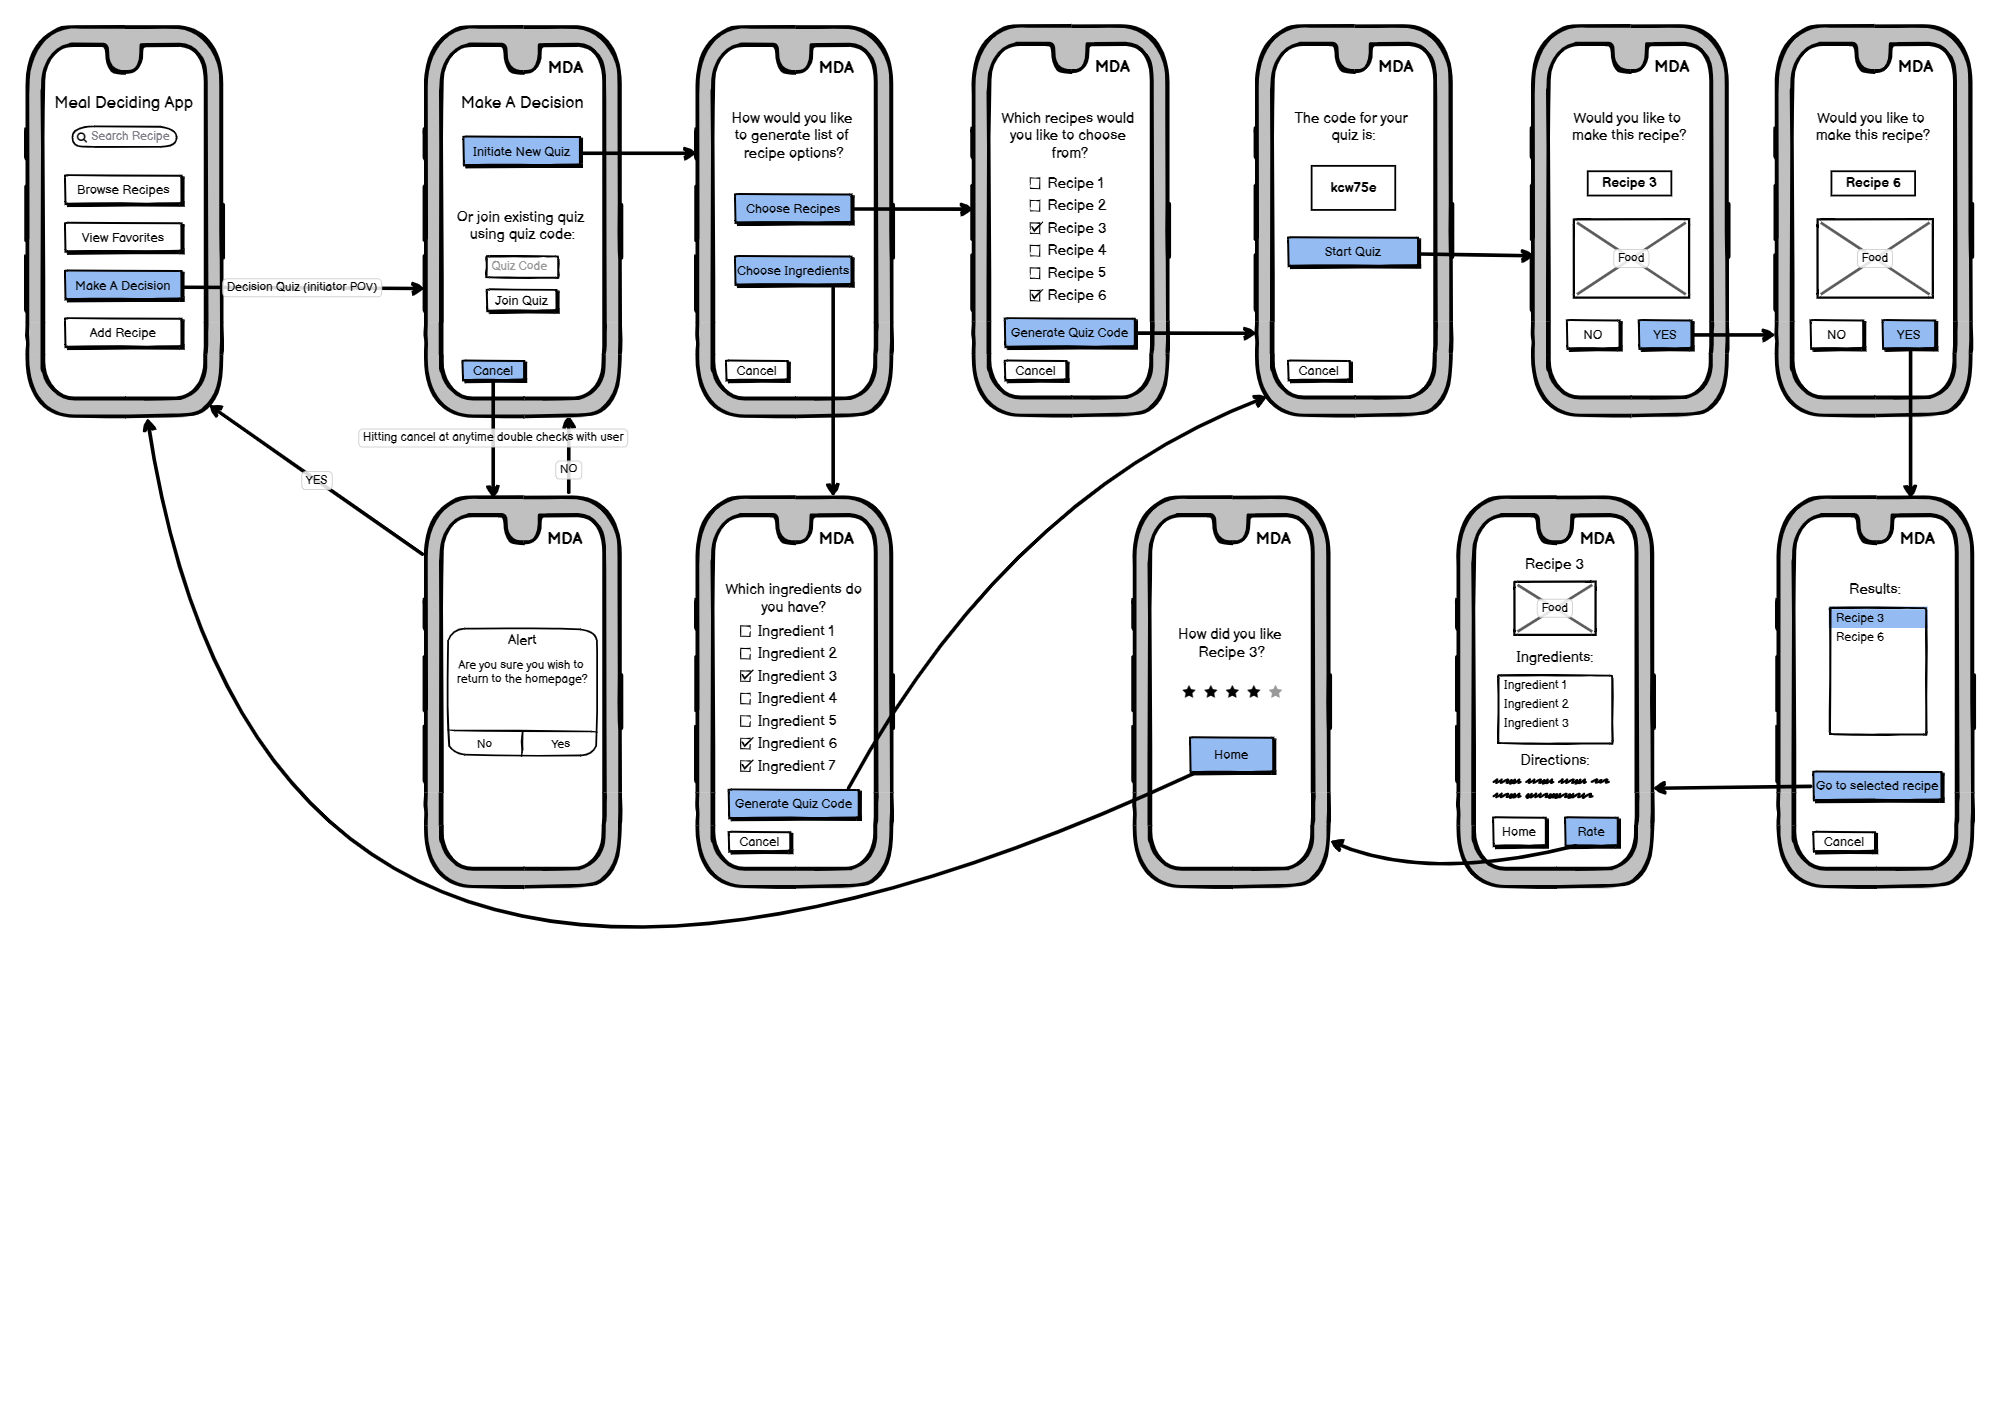 Meal Deciding App
Search Recipe
Browse Recipes
View Favorites
Make A Decision
Add Recipe
Decision Quiz (initiator POV)
MDA
Make A Decision
Initiate New Quiz
Or join existing quiz
using quiz code:
Quiz Code
Join Quiz
Cancel
MDA
How would you like
to generate list of
recipe options?
Choose Recipes
Choose Ingredients
Cancel
MDA
Which recipes would
you like to choose
from?
Recipe 1
Recipe 2
Recipe 3
Recipe 4
Recipe 5
Recipe 6
Generate Quiz Code
Cancel
MDA
The code for your
quiz is:
kcw75e
Start Quiz
Cancel
MDA
Would you like to
make this recipe?
Recipe 3
Food
NO
YES
MDA
Would you like to
make this recipe?
Recipe 6
Food
NO
YES
Hitting cancel at anytime double checks with user
YES
NO
MDA
Alert
Are you sure you wish to
return to the homepage?
No
Yes
MDA
Which ingredients do
you have?
Ingredient 1
Ingredient 2
Ingredient 3
Ingredient 4
Ingredient 5
Ingredient 6
Ingredient 7
Generate Quiz Code
Cancel
MDA
How did you like
Recipe 3?
Home
MDA
Recipe 3
Food
Ingredients:
Ingredient 1
Ingredient 2
Ingredient 3
Directions:
Home
Rate
MDA
Results:
Recipe 3
Recipe 6
Go to selected recipe
Cancel